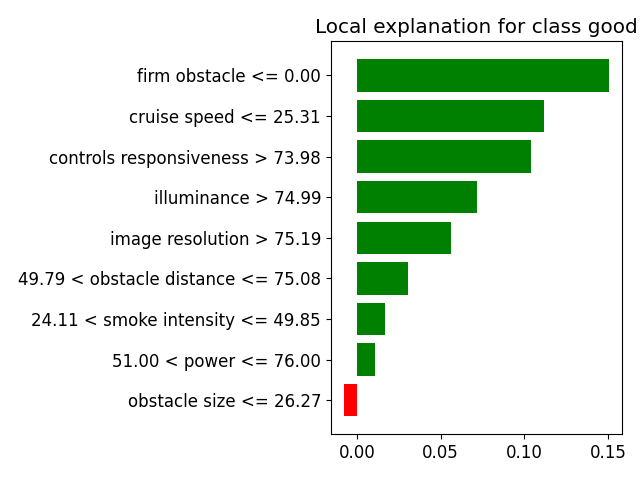 Local explanation for class good
firm obstacle <= 0.00
cruise speed <= 25.31
controls responsiveness > 73.98
illuminance > 74.99
image resolution > 75.19
49.79 < obstacle distance <= 75.08
24.11 < smoke intensity <= 49.85
51.00 < power <= 76.00
obstacle size <= 26.27
0.00 0.05 0.10 0.15